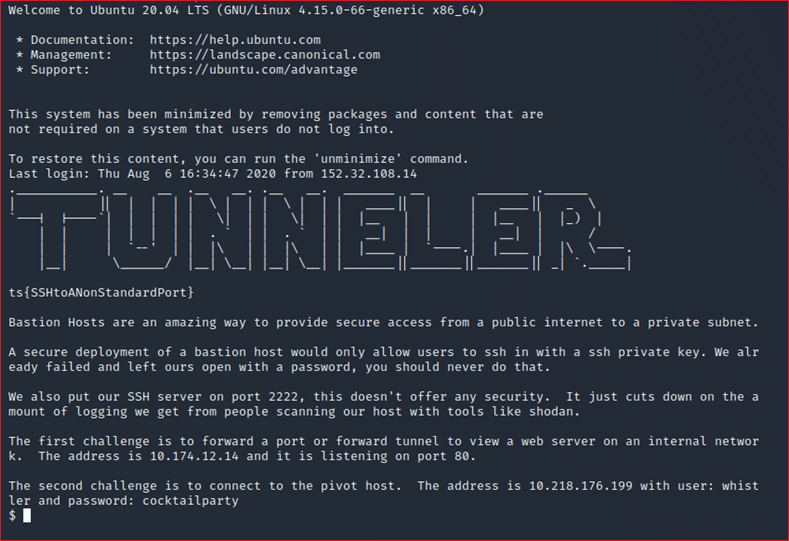 Welcome to Ubuntu 20.04 LTS (GNU/Linux 4.15.0-66-generic x86_64)
* Documentation:  https://help.ubuntu.com
* Management:     https://landscape.canonical.com
* Support:        https://ubuntu.com/advantage
This system has been minimized by removing packages and content that are
not required on a system that users do not log into.
To restore this content, you can run the 'unminimize' command.
Last login: Thu Aug  6 16:34:47 2020 from 152.32.108.14
TUNNELER
ts{SSHtoANonStandardPort}
Bastion Hosts are an amazing way to provide secure access from a public internet to a private subnet.
A secure deployment of a bastion host would only allow users to ssh in with a ssh private key. We alr
eady failed and left ours open with a password, you should never do that.
We also put our SSH server on port 2222, this doesn't offer any security.  It just cuts down on the a
mount of logging we get from people scanning our host with tools like shodan.
The first challenge is to forward a port or forward tunnel to view a web server on an internal networ
k.  The address is 10.174.12.14 and it is listening on port 80.
The second challenge is to connect to the pivot host.  The address is 10.218.176.199 with user: whist
ler and password: cocktailparty
$